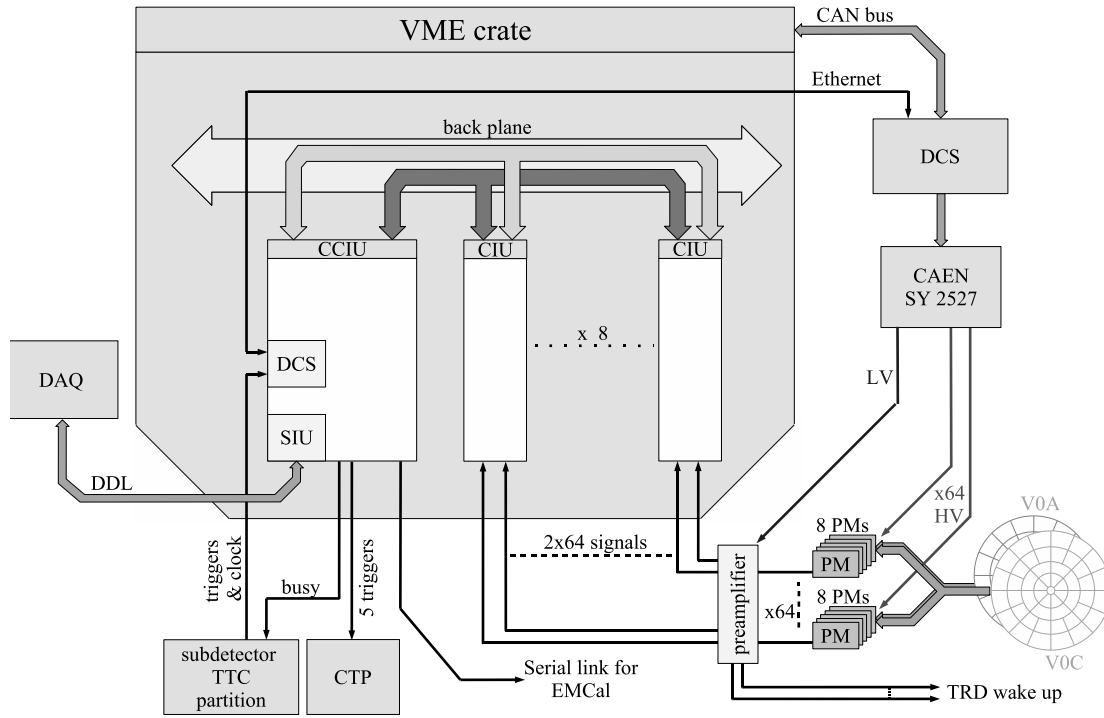 VME crate
CAN bus
Ethernet
back plane
DCS
CCIU
CIU
CIU
CAEN
SY 2527
x 8
DCS
DAQ
LV
SIU
DDL
x64
HV
V0A
triggers
& clock
busy
5 triggers
2x64 signals
preamplifier
8 PMs
PM
x64
8 PMs
PM
V0C
subdetector
TTC
partition
CTP
Serial link for
EMCal
TRD wake up